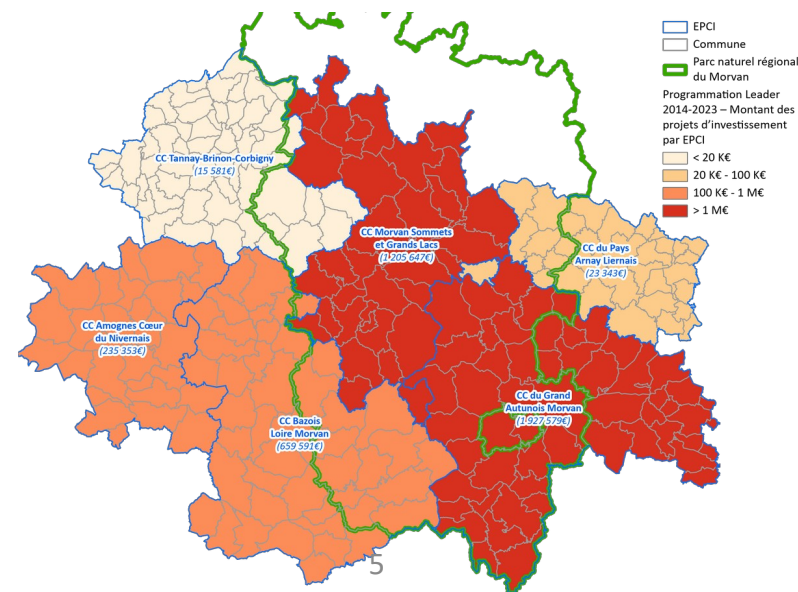 EPCI
Commune
Parc naturel régional
du Morvan
Programmation Leader
2014-2023 – Montant des
projets d'investissement
par EPCI
< 20 K€
20 K€ - 100 K€
100 K€ - 1 M€
> 1 M€
CC Tannay-Brinon-Corbigny
(15 581€)
CC Morvan Sommets
et Grands Lacs
(1 205 647€)
CC du Pays
Arnay Liernais
(23 343€)
CC Amognes Cœur
du Nivernais
(235 353€)
CC du Grand
Autunois Morvan
(1 927 579€)
CC Bazois
Loire Morvan
(659 591€)
5